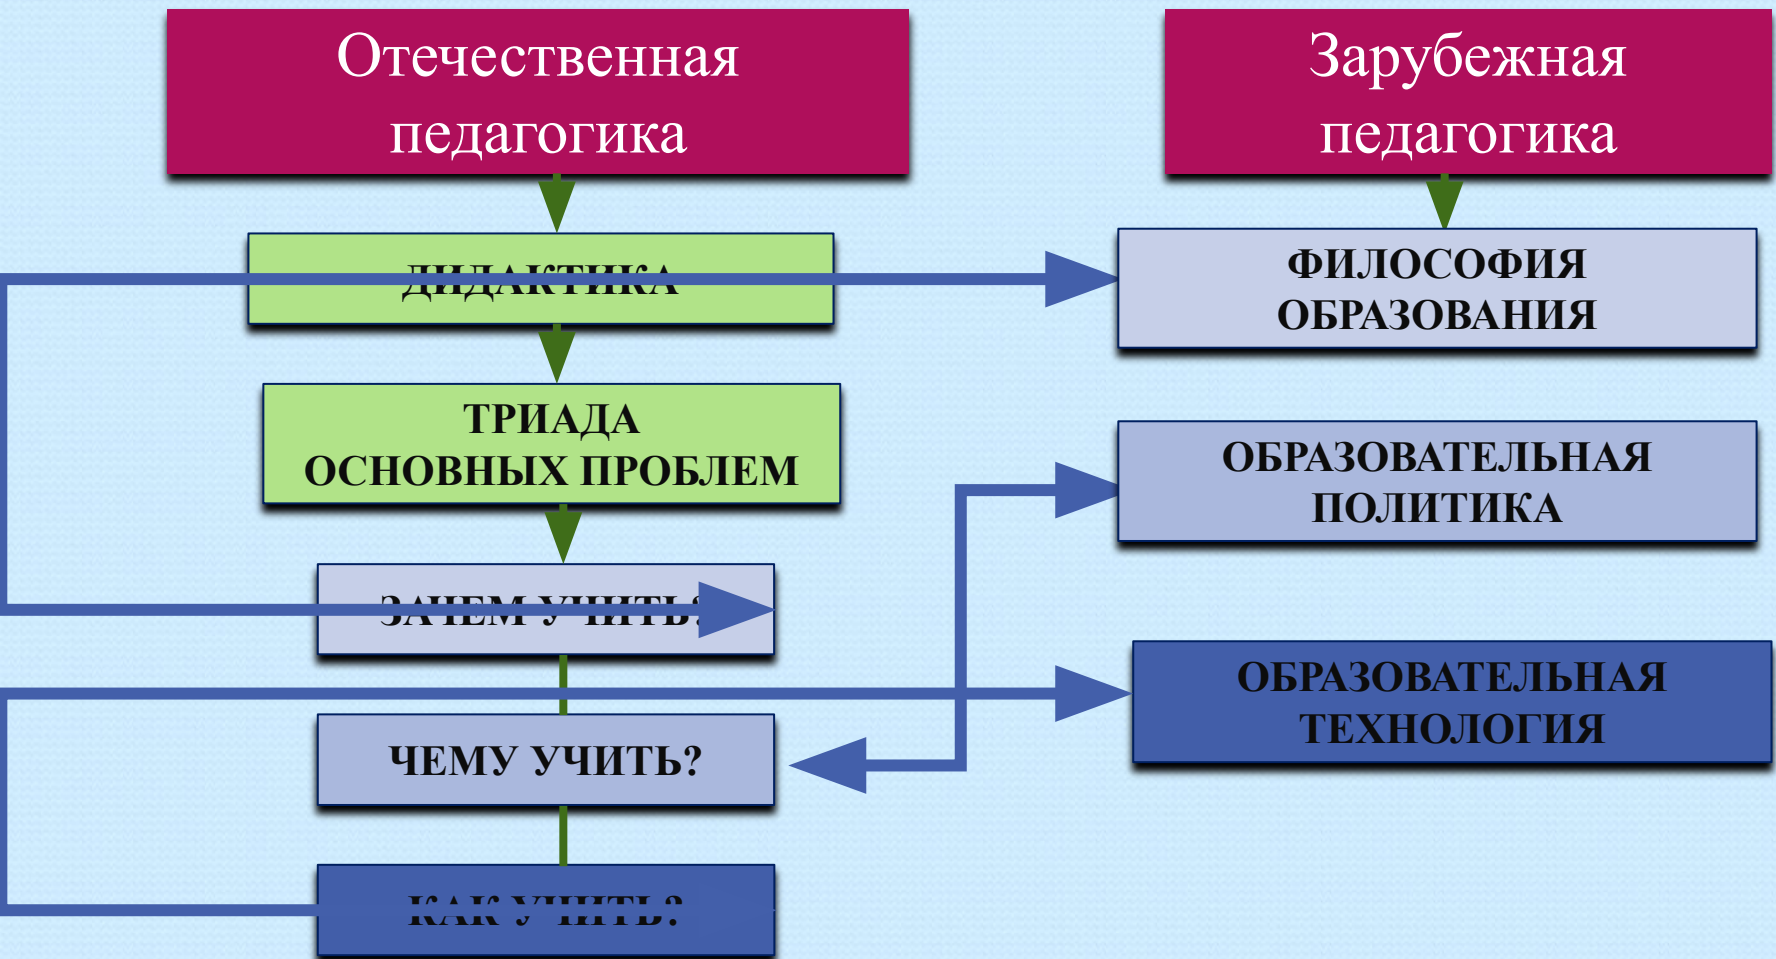 Отечественная
педагогика
Зарубежная
педагогика
ДИДАКТИКА
ФИЛОСОФИЯ
ОБРАЗОВАНИЯ
ТРИАДА
ОСНОВНЫХ ПРОБЛЕМ
ОБРАЗОВАТЕЛЬНАЯ
ПОЛИТИКА
ЗАЧЕМ УЧИТЬ?
ОБРАЗОВАТЕЛЬНАЯ
ТЕХНОЛОГИЯ
ЧЕМУ УЧИТЬ?
КАК УЧИТЬ?